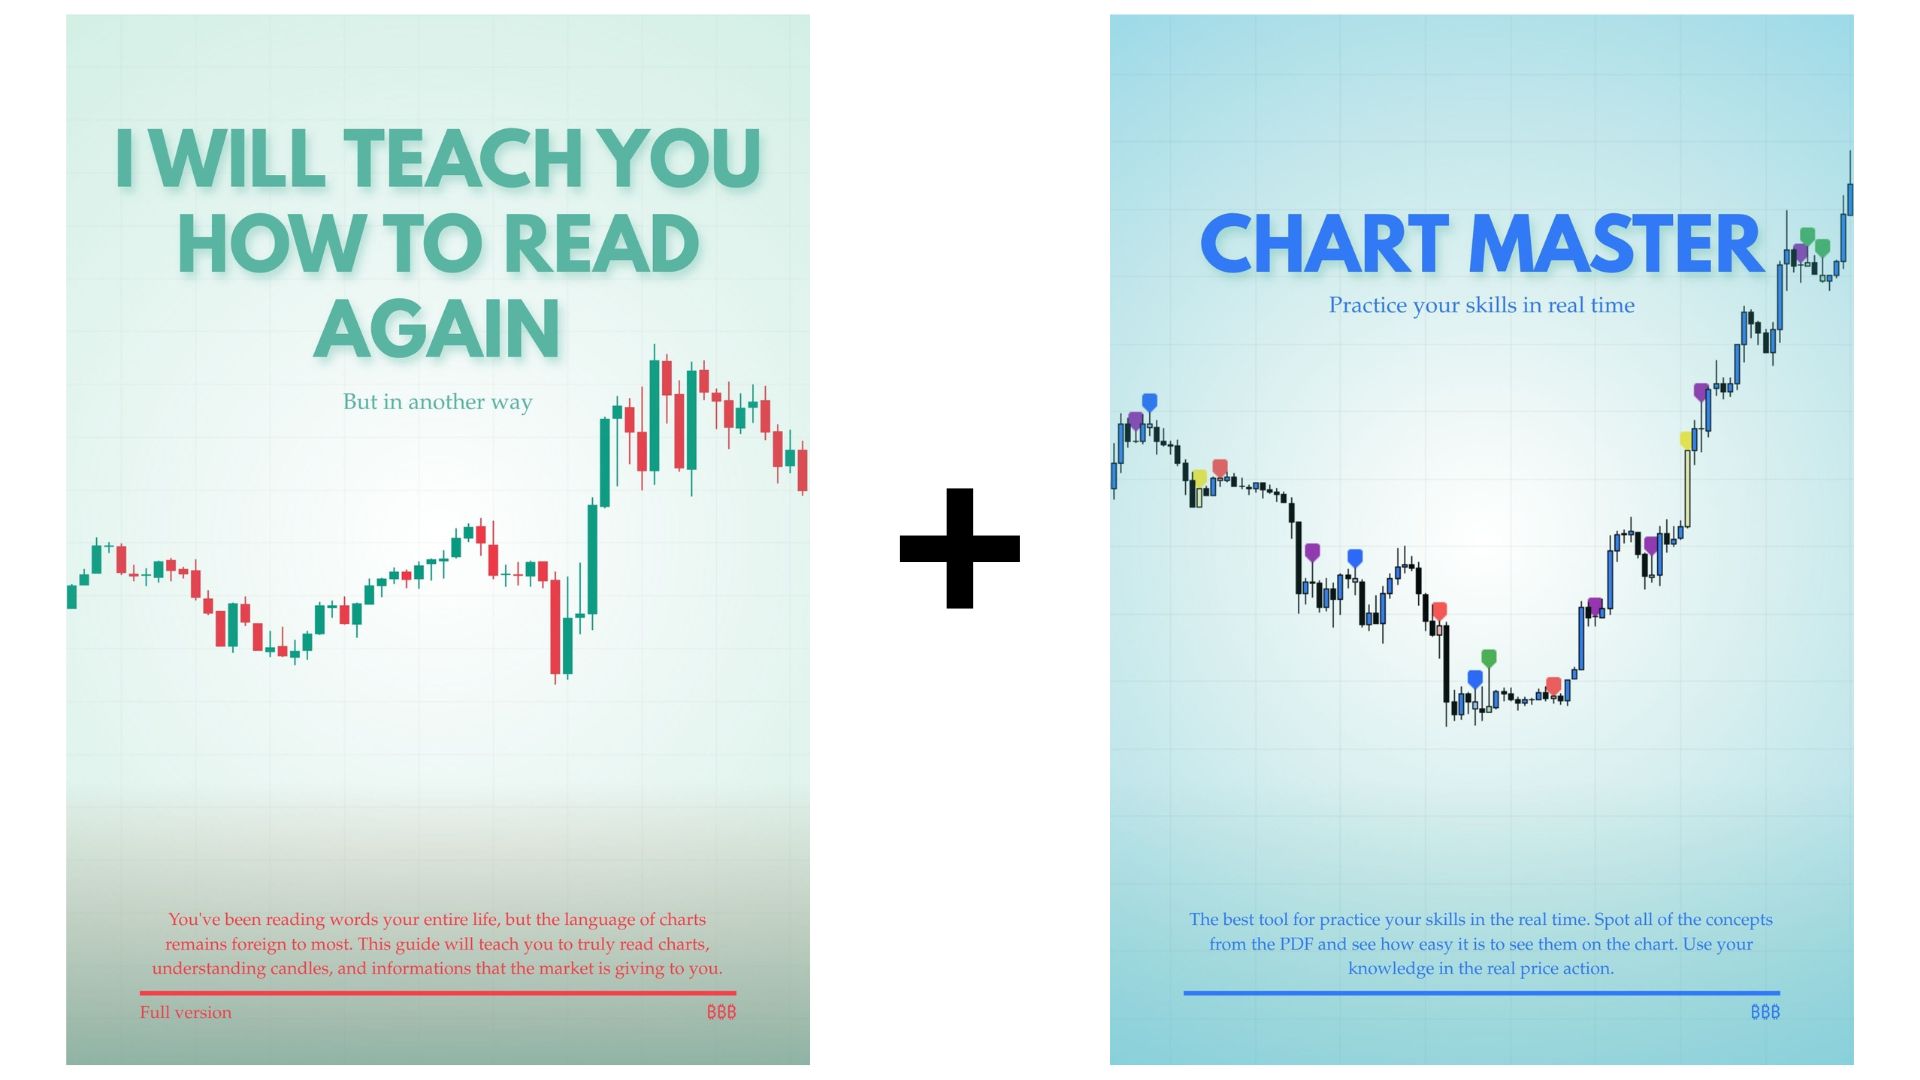 I WILL TEACH YOU
HOW TO READ
AGAIN
But in another way
You've been reading words your entire life, but the language of charts
remains foreign to most. This guide will teach you to truly read charts,
understanding candles, and informations that the market is giving to you.
Full version
₿₿₿
+
CHART MASTER
Practice your skills in real time
The best tool for practice your skills in the real time. Spot all of the concepts
from the PDF and see how easy it is to see them on the chart. Use your
knowledge in the real price action.
₿₿₿